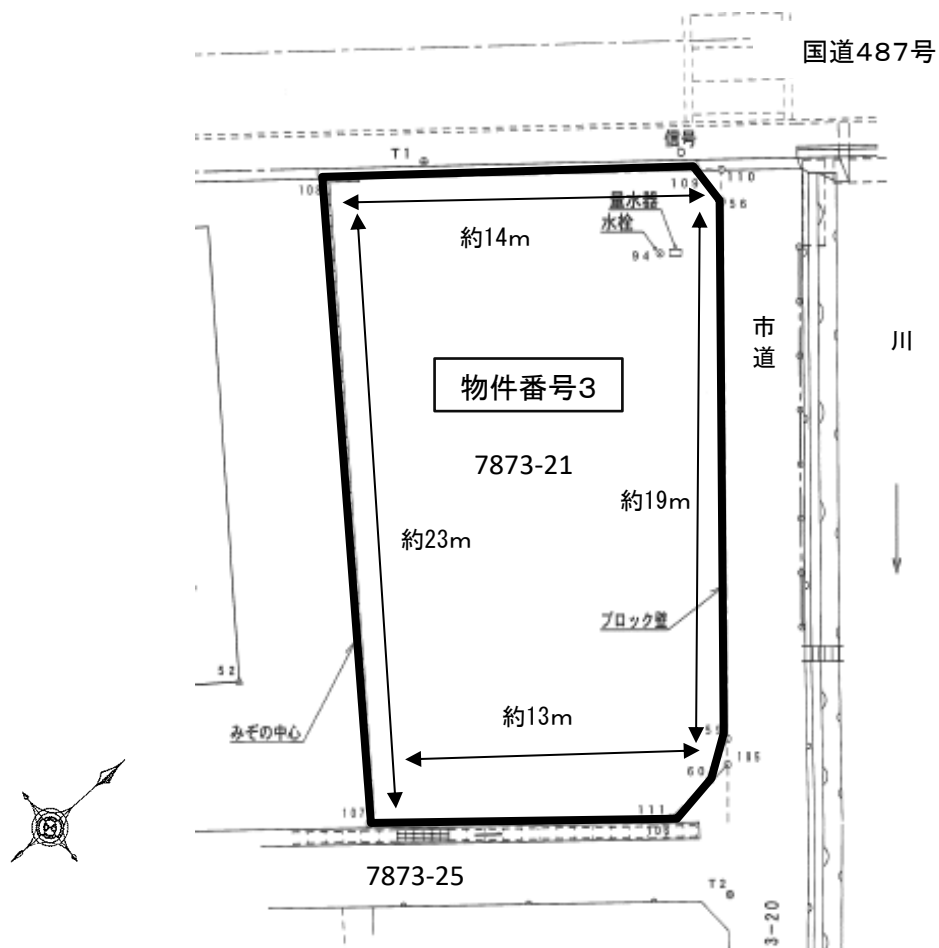 国道487号
信号
T1
108
109
110
56
量水器
水栓
94
約14m
市道
川
物件番号3
7873-21
約19m
約23m
ブロック塀
52
みぞの中心
約13m
55
105
60
107
111
106
7873-25
T2
3-20